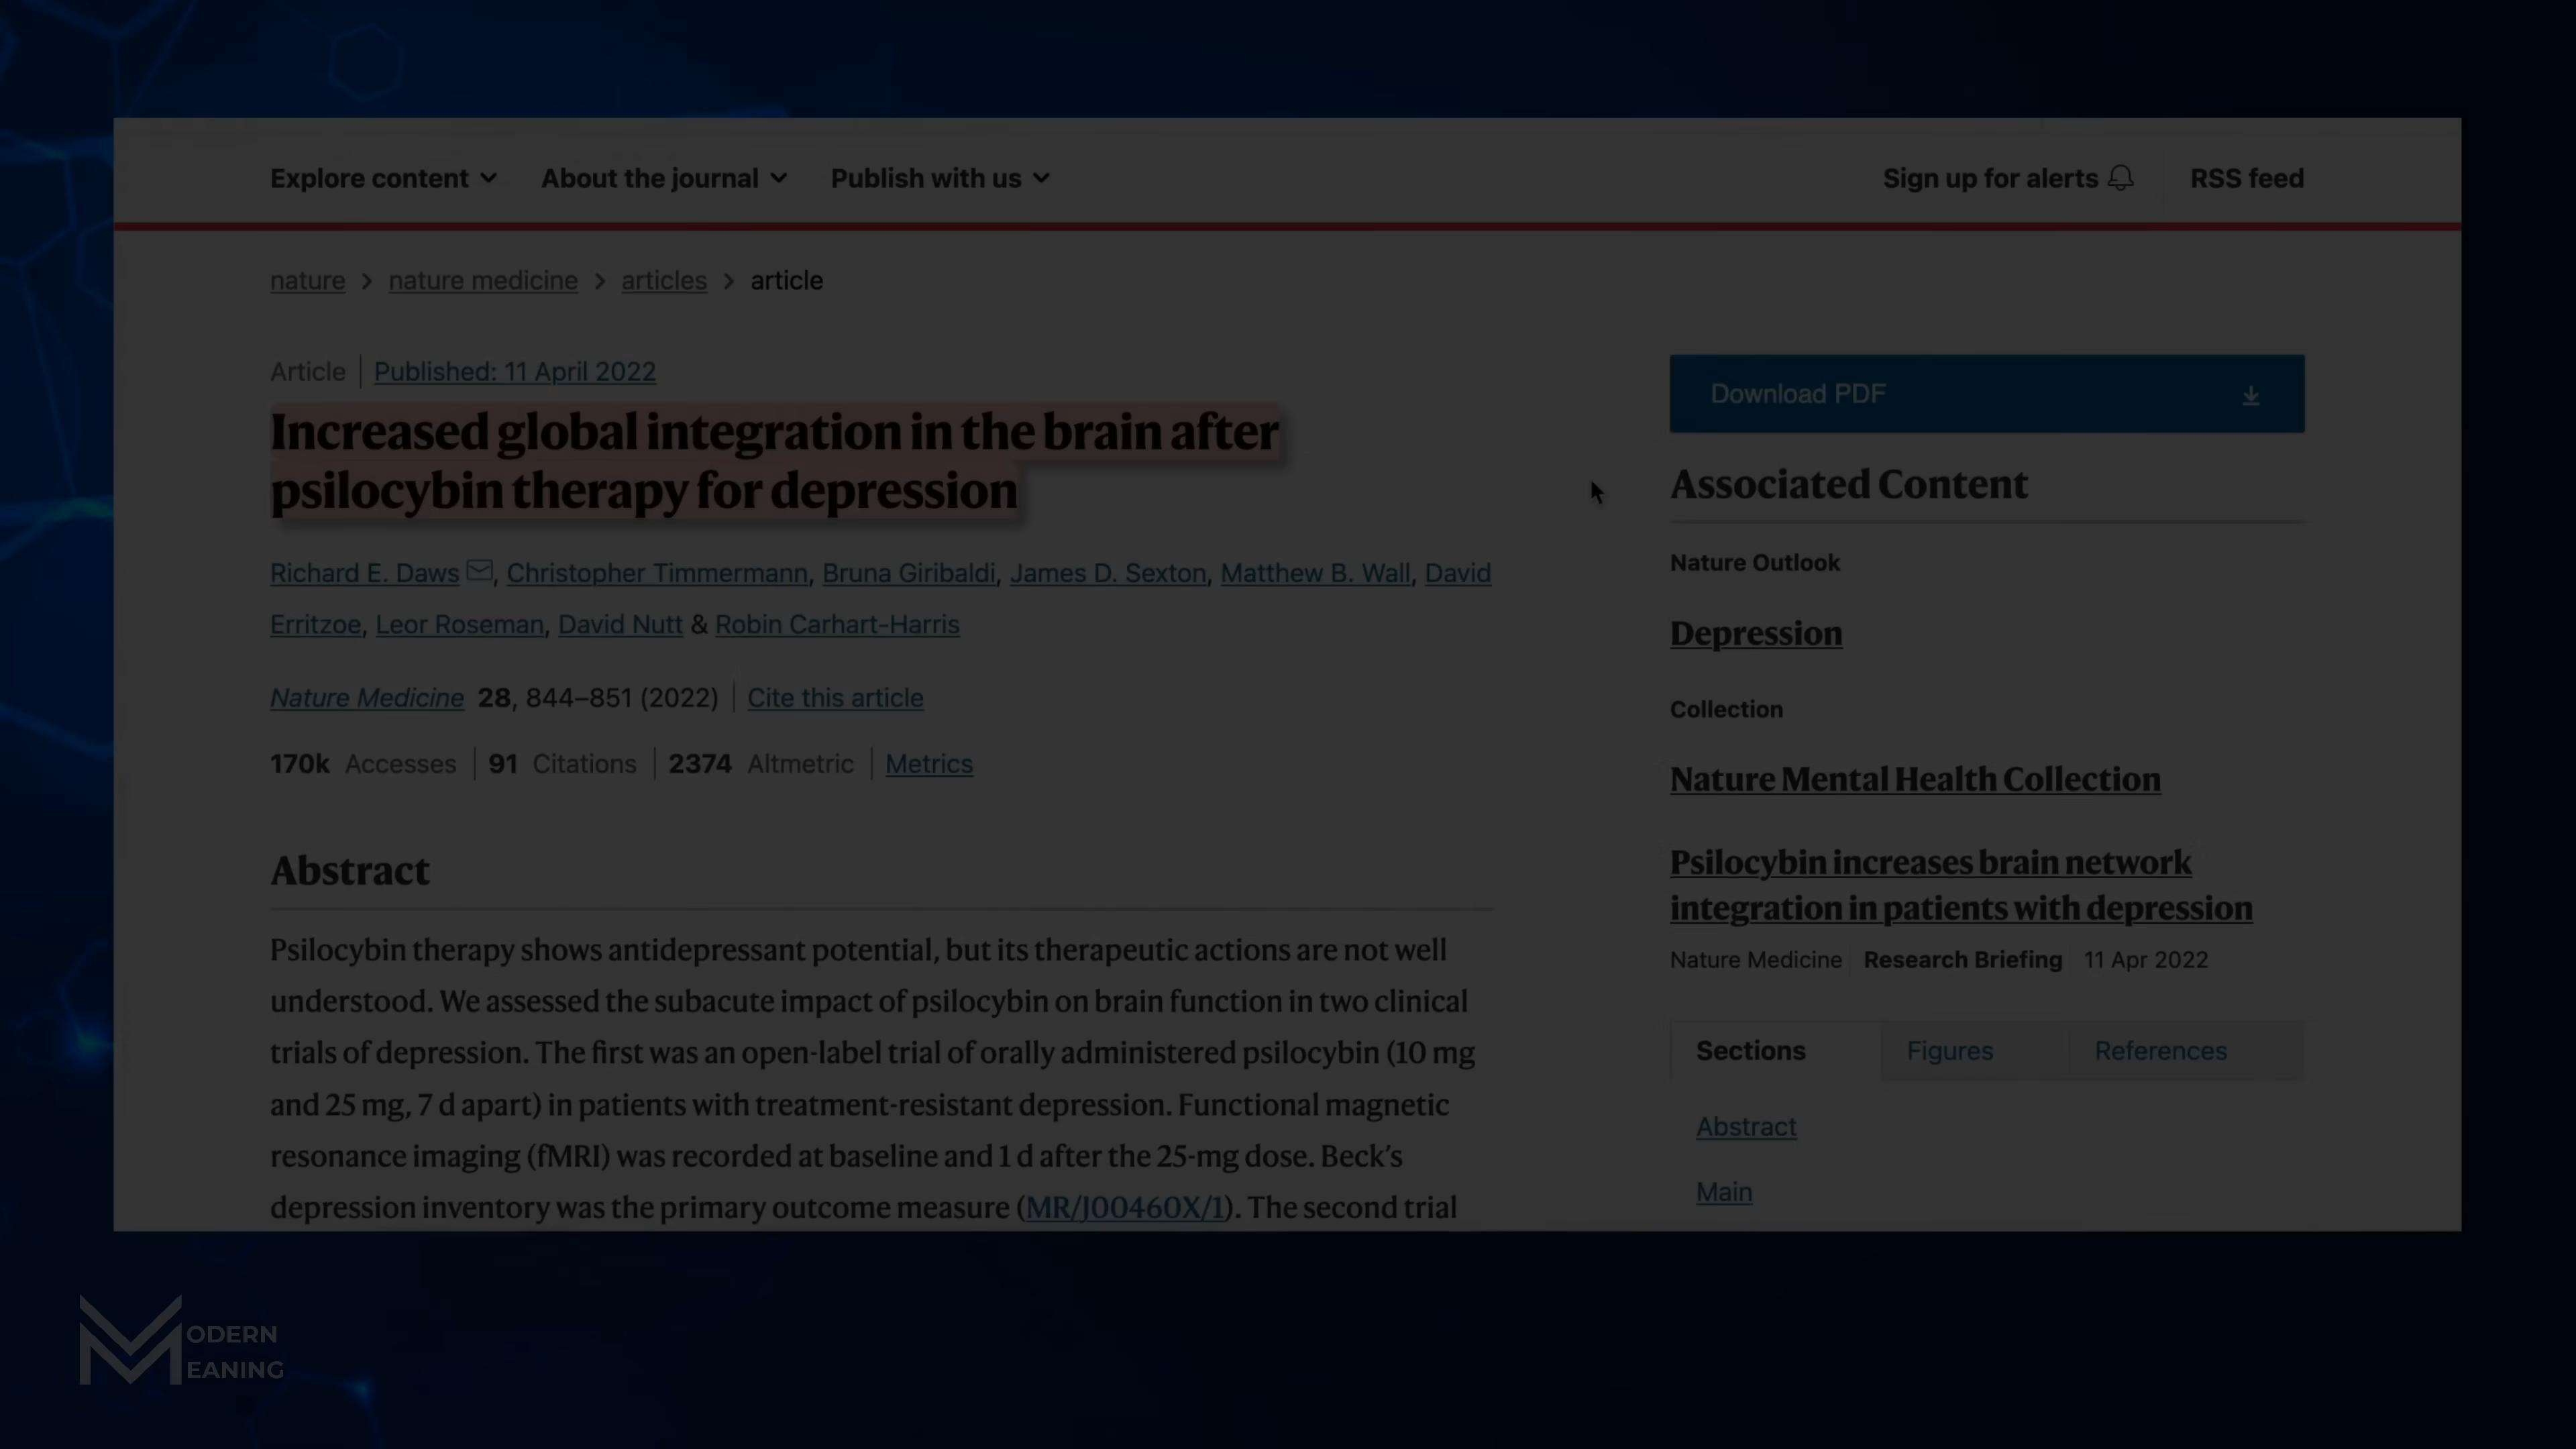 Explore content About the journal Publish with us Sign up for alerts RSS feed
nature > nature medicine > articles > article
Article | Published: 11 April 2022
Increased global integration in the brain after
psilocybin therapy for depression
Richard E. Daws, Christopher Timmermann, Bruna Giribaldi, James D. Sexton, Matthew B. Wall, David
Erritzoe, Leor Roseman, David Nutt & Robin Carhart-Harris
Nature Medicine 28, 844–851 (2022) | Cite this article
170k Accesses | 91 Citations | 2374 Altmetric | Metrics
Abstract
Psilocybin therapy shows antidepressant potential, but its therapeutic actions are not well
understood. We assessed the subacute impact of psilocybin on brain function in two clinical
trials of depression. The first was an open-label trial of orally administered psilocybin (10 mg
and 25 mg, 7 d apart) in patients with treatment-resistant depression. Functional magnetic
resonance imaging (fMRI) was recorded at baseline and 1 d after the 25-mg dose. Beck’s
depression inventory was the primary outcome measure (MR/J00460X/1). The second trial
Download PDF
Associated Content
Nature Outlook
Depression
Collection
Nature Mental Health Collection
Psilocybin increases brain network
integration in patients with depression
Nature Medicine | Research Briefing | 11 Apr 2022
Sections Figures References
Abstract
Main
MODERN
MEANING